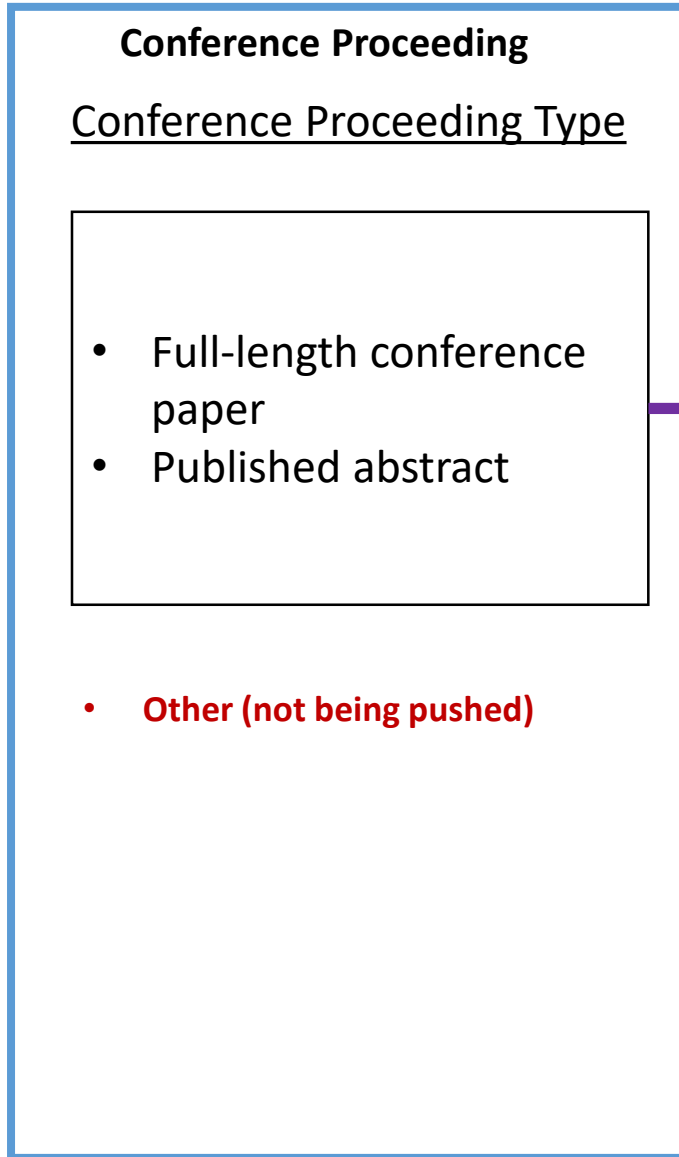 Conference Proceeding
Conference Proceeding Type
• Full-length conference
paper
• Published abstract
• Other (not being pushed)